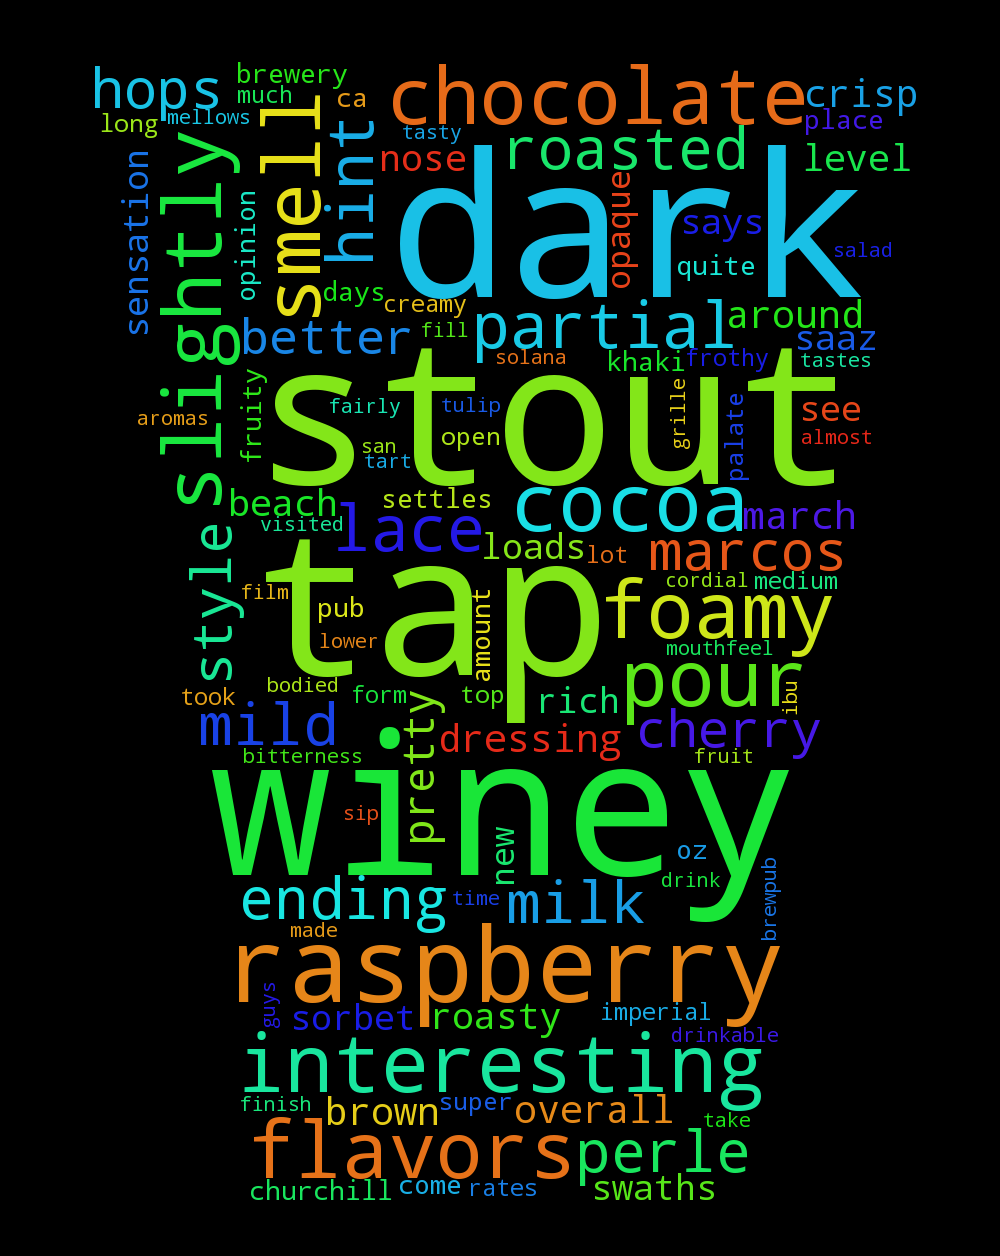 brewery
hops
chocolate
crisp
much
ca
mellows
long
smell
place
tasty
hint
roasted
nose
level
slightly
dark
sensation
opinion
opaque
says
salad
quite
days
creamy
around
partial
better
fill
saaz
solana
khaki
frothy
tastes
stout
fruity
fairly
tulip
grille
palate
see
aromas
san
open
almost
tart
beach
settles
cocoa
march
visited
lace
loads
lot
marcos
style
tap
film
pub
amount
cordial
medium
foamy
lower
mouthfeel
took
bodied
form
top
rich
pour
ibu
mild
pretty
dressing
cherry
bitterness
fruit
winey
sip
new
oz
drink
brewpub
ending
time
milk
made
raspberry
guys
sorbet
roasty
imperial
drinkable
interesting
finish
brown
super
overall
take
flavors
perle
churchill
come
rates
swaths